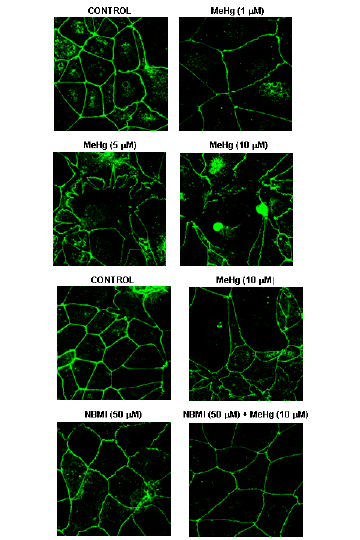 CONTROL MeHg (1 μM)
MeHg (5 μM) MeHg (10 μM)
CONTROL MeHg (10 μM)
NBMI (50 μM) NBMI (50 μM) + MeHg (10 μM)